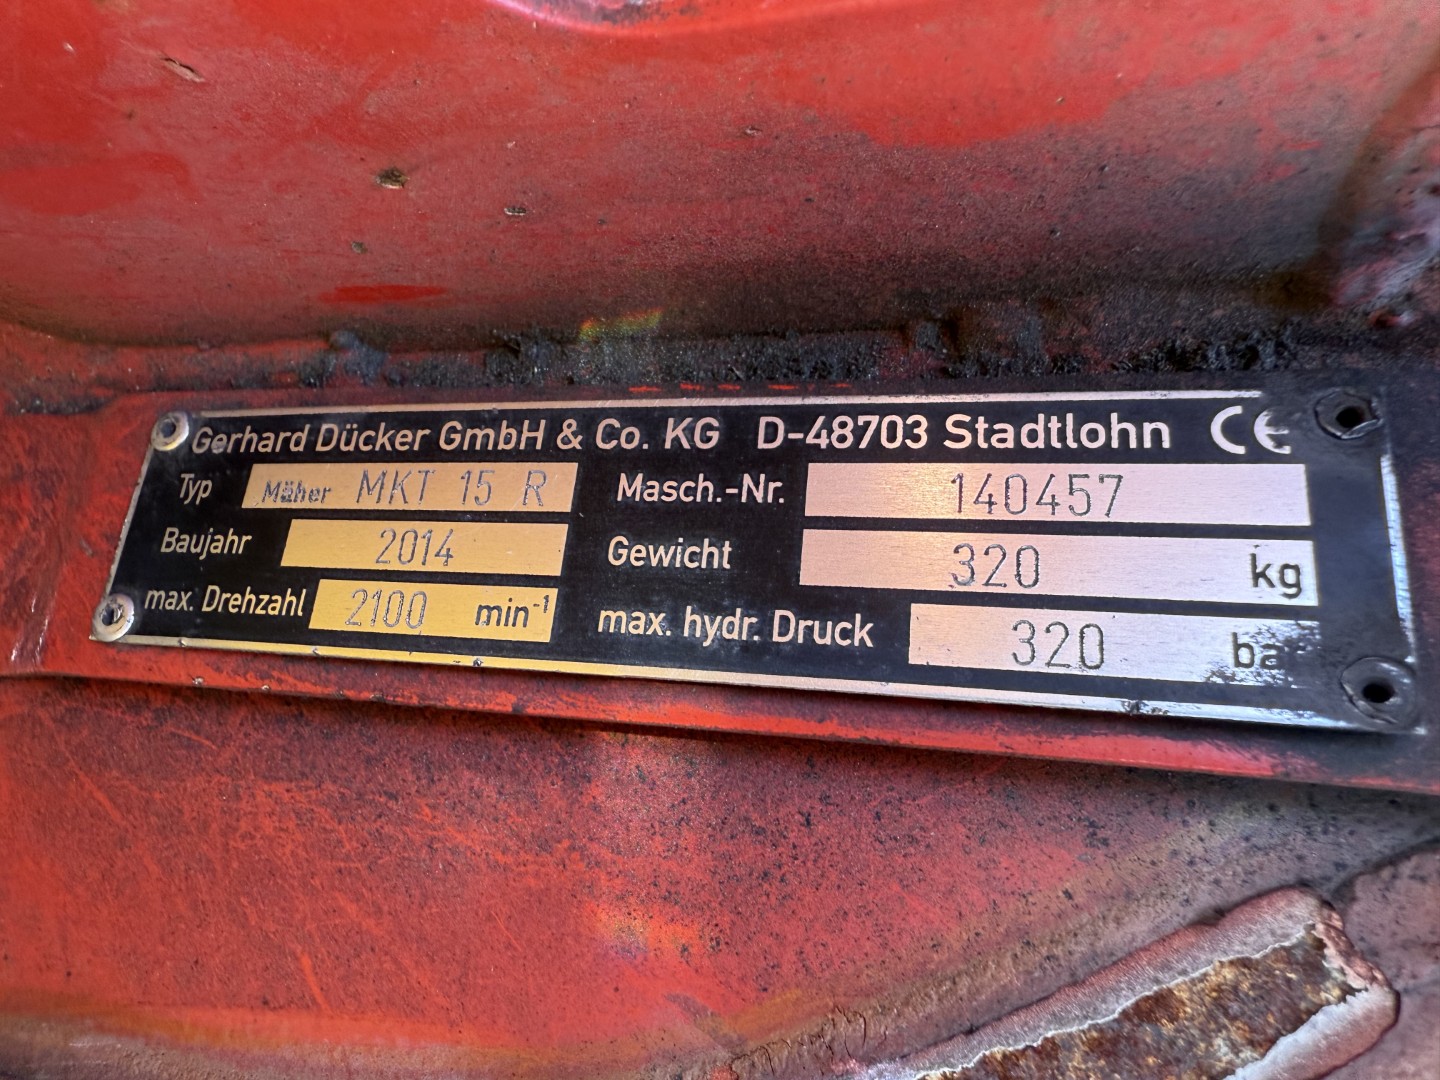 Gerhard Dücker GmbH & Co. KG D-48703 Stadtlohn CE
Typ Mäher MKT 15 R Masch.-Nr. 140457
Baujahr 2014 Gewicht 320 kg
max. Drehzahl 2100 min⁻¹ max. hydr. Druck 320 ba